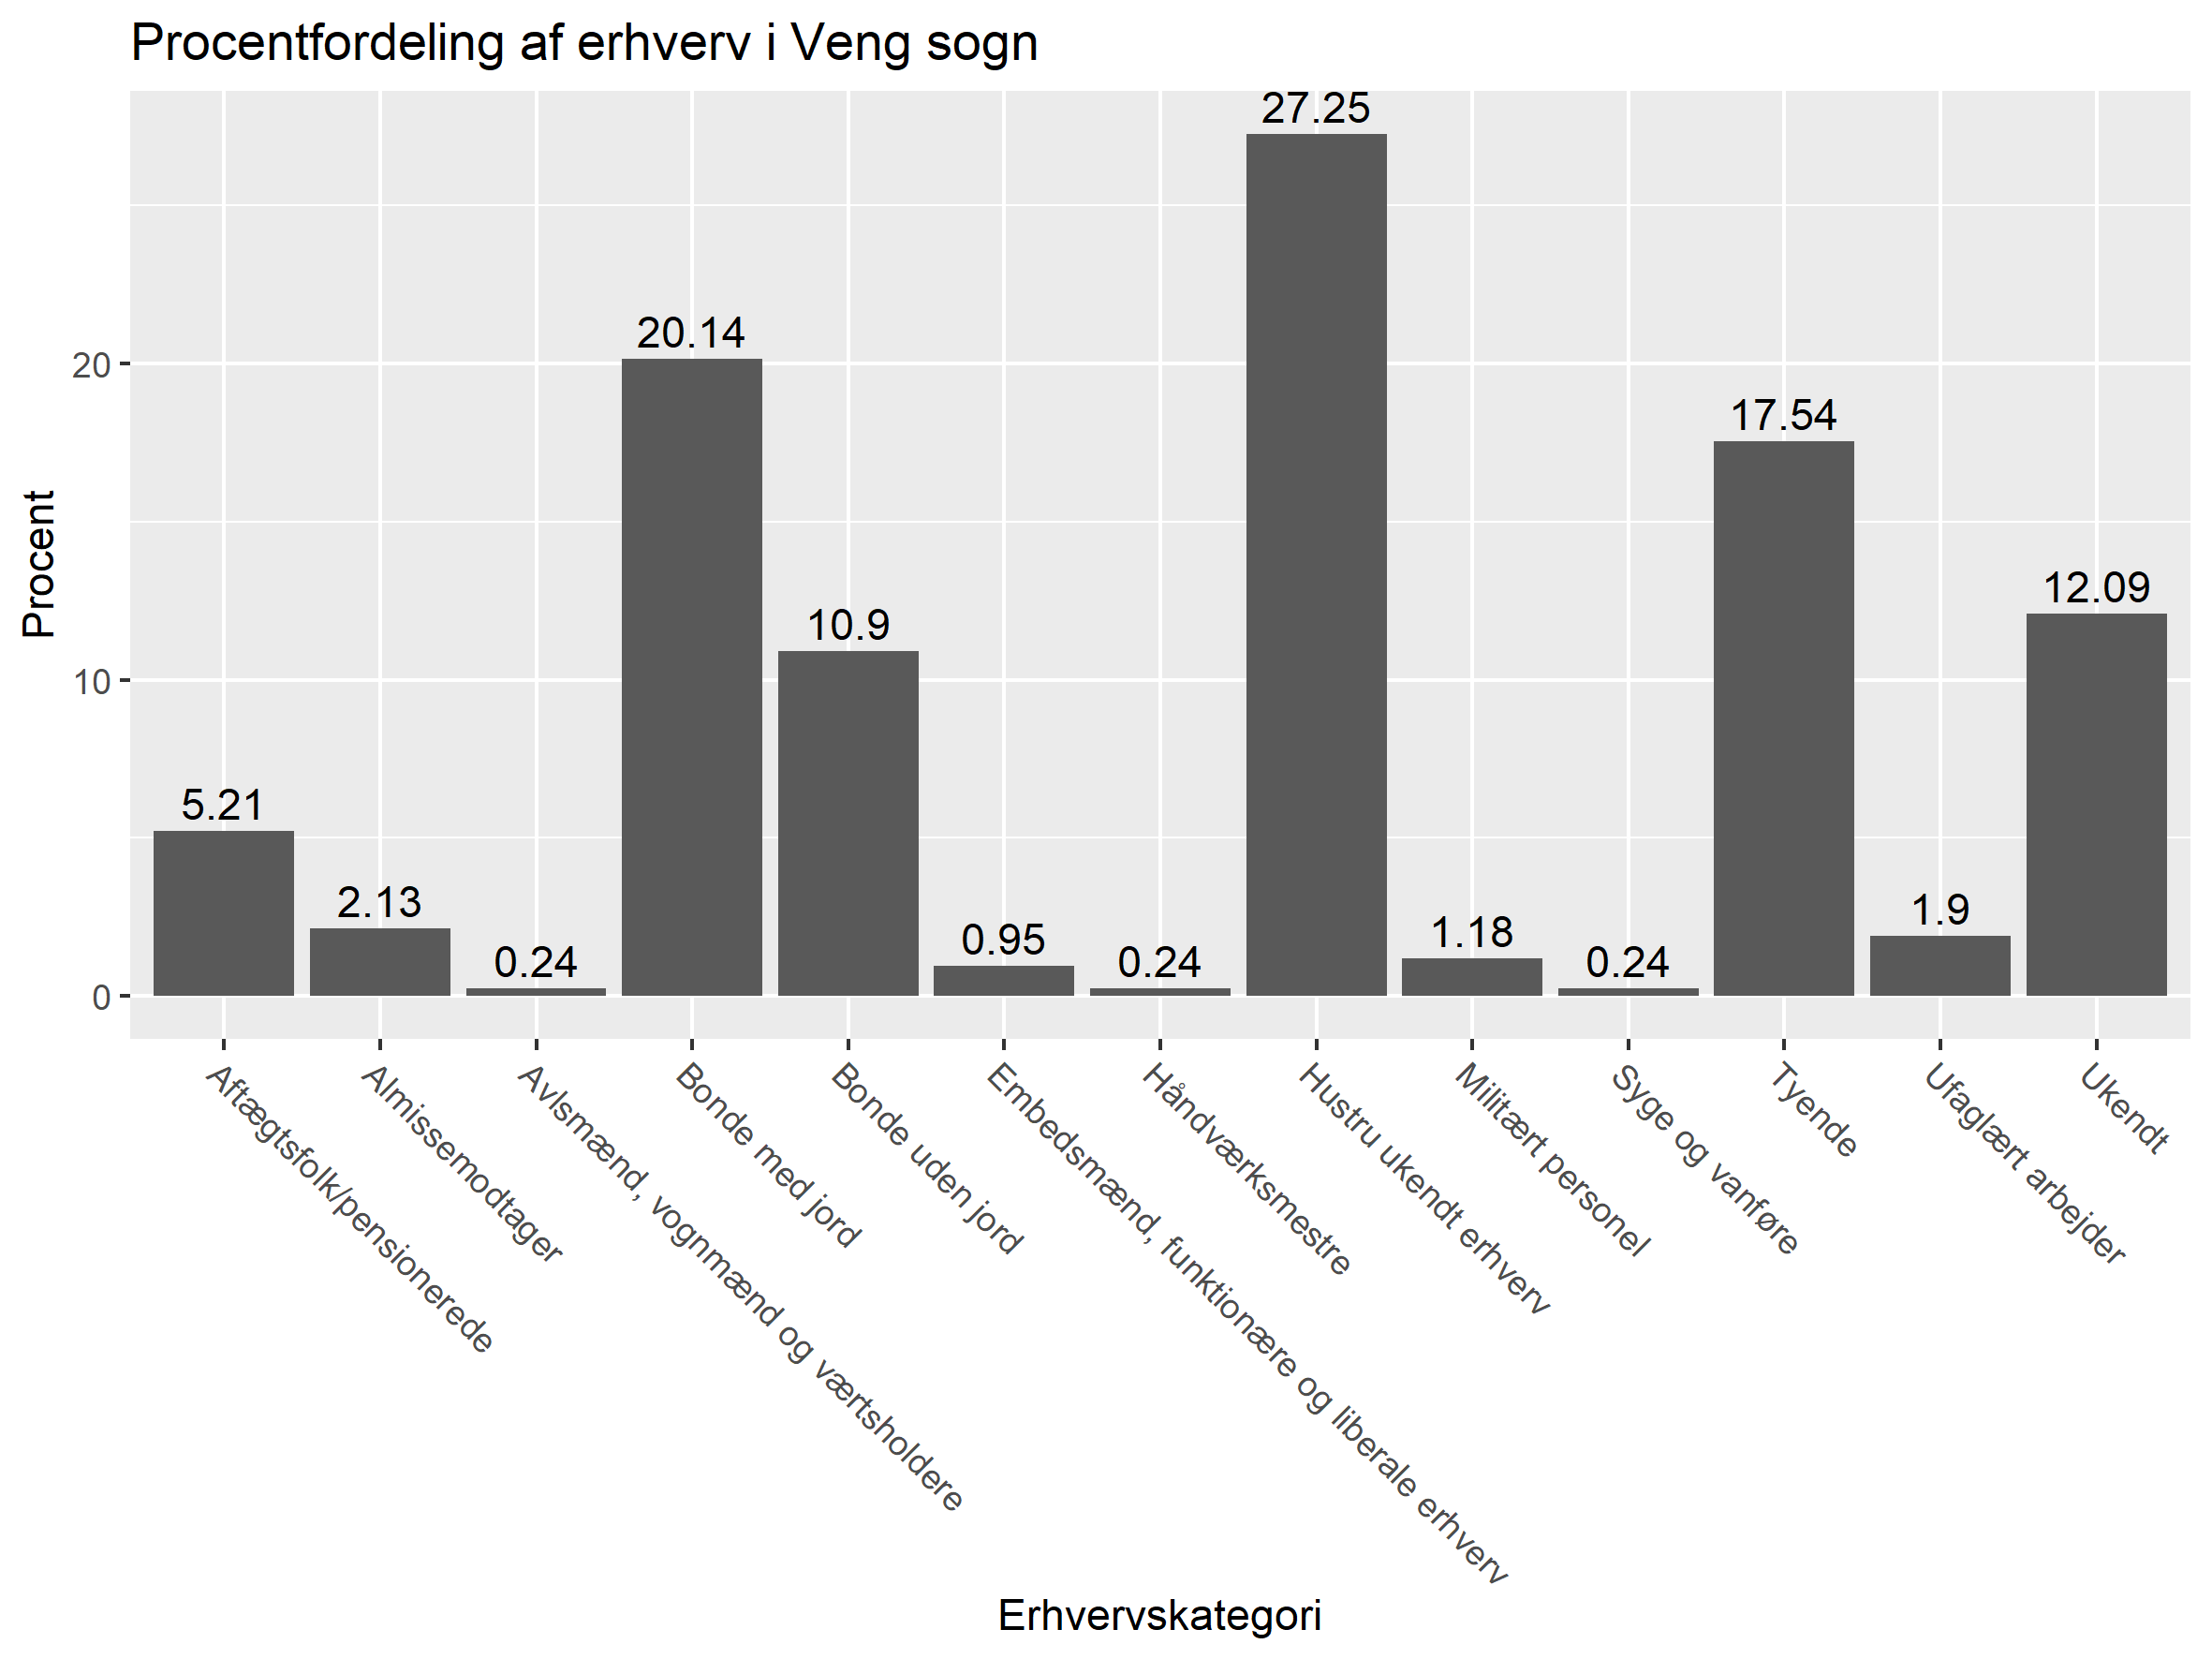 Procentfordeling af erhverv i Veng sogn
27.25
20.14
17.54
12.09
10.9
5.21
2.13
1.9
1.18
0.95
0.24
0.24
0.24
Procent
20
10
0
Aftægtsfolk/pensionerede
Almissemodtager
Avlsmænd, vognmænd og værtsholdere
Bonde med jord
Bonde uden jord
Embedsmænd, funktionære og liberale erhverv
Håndværksmestre
Hustru ukendt erhverv
Militært personel
Syge og vanføre
Tyende
Ufaglært arbejder
Ukendt
Erhvervskategori